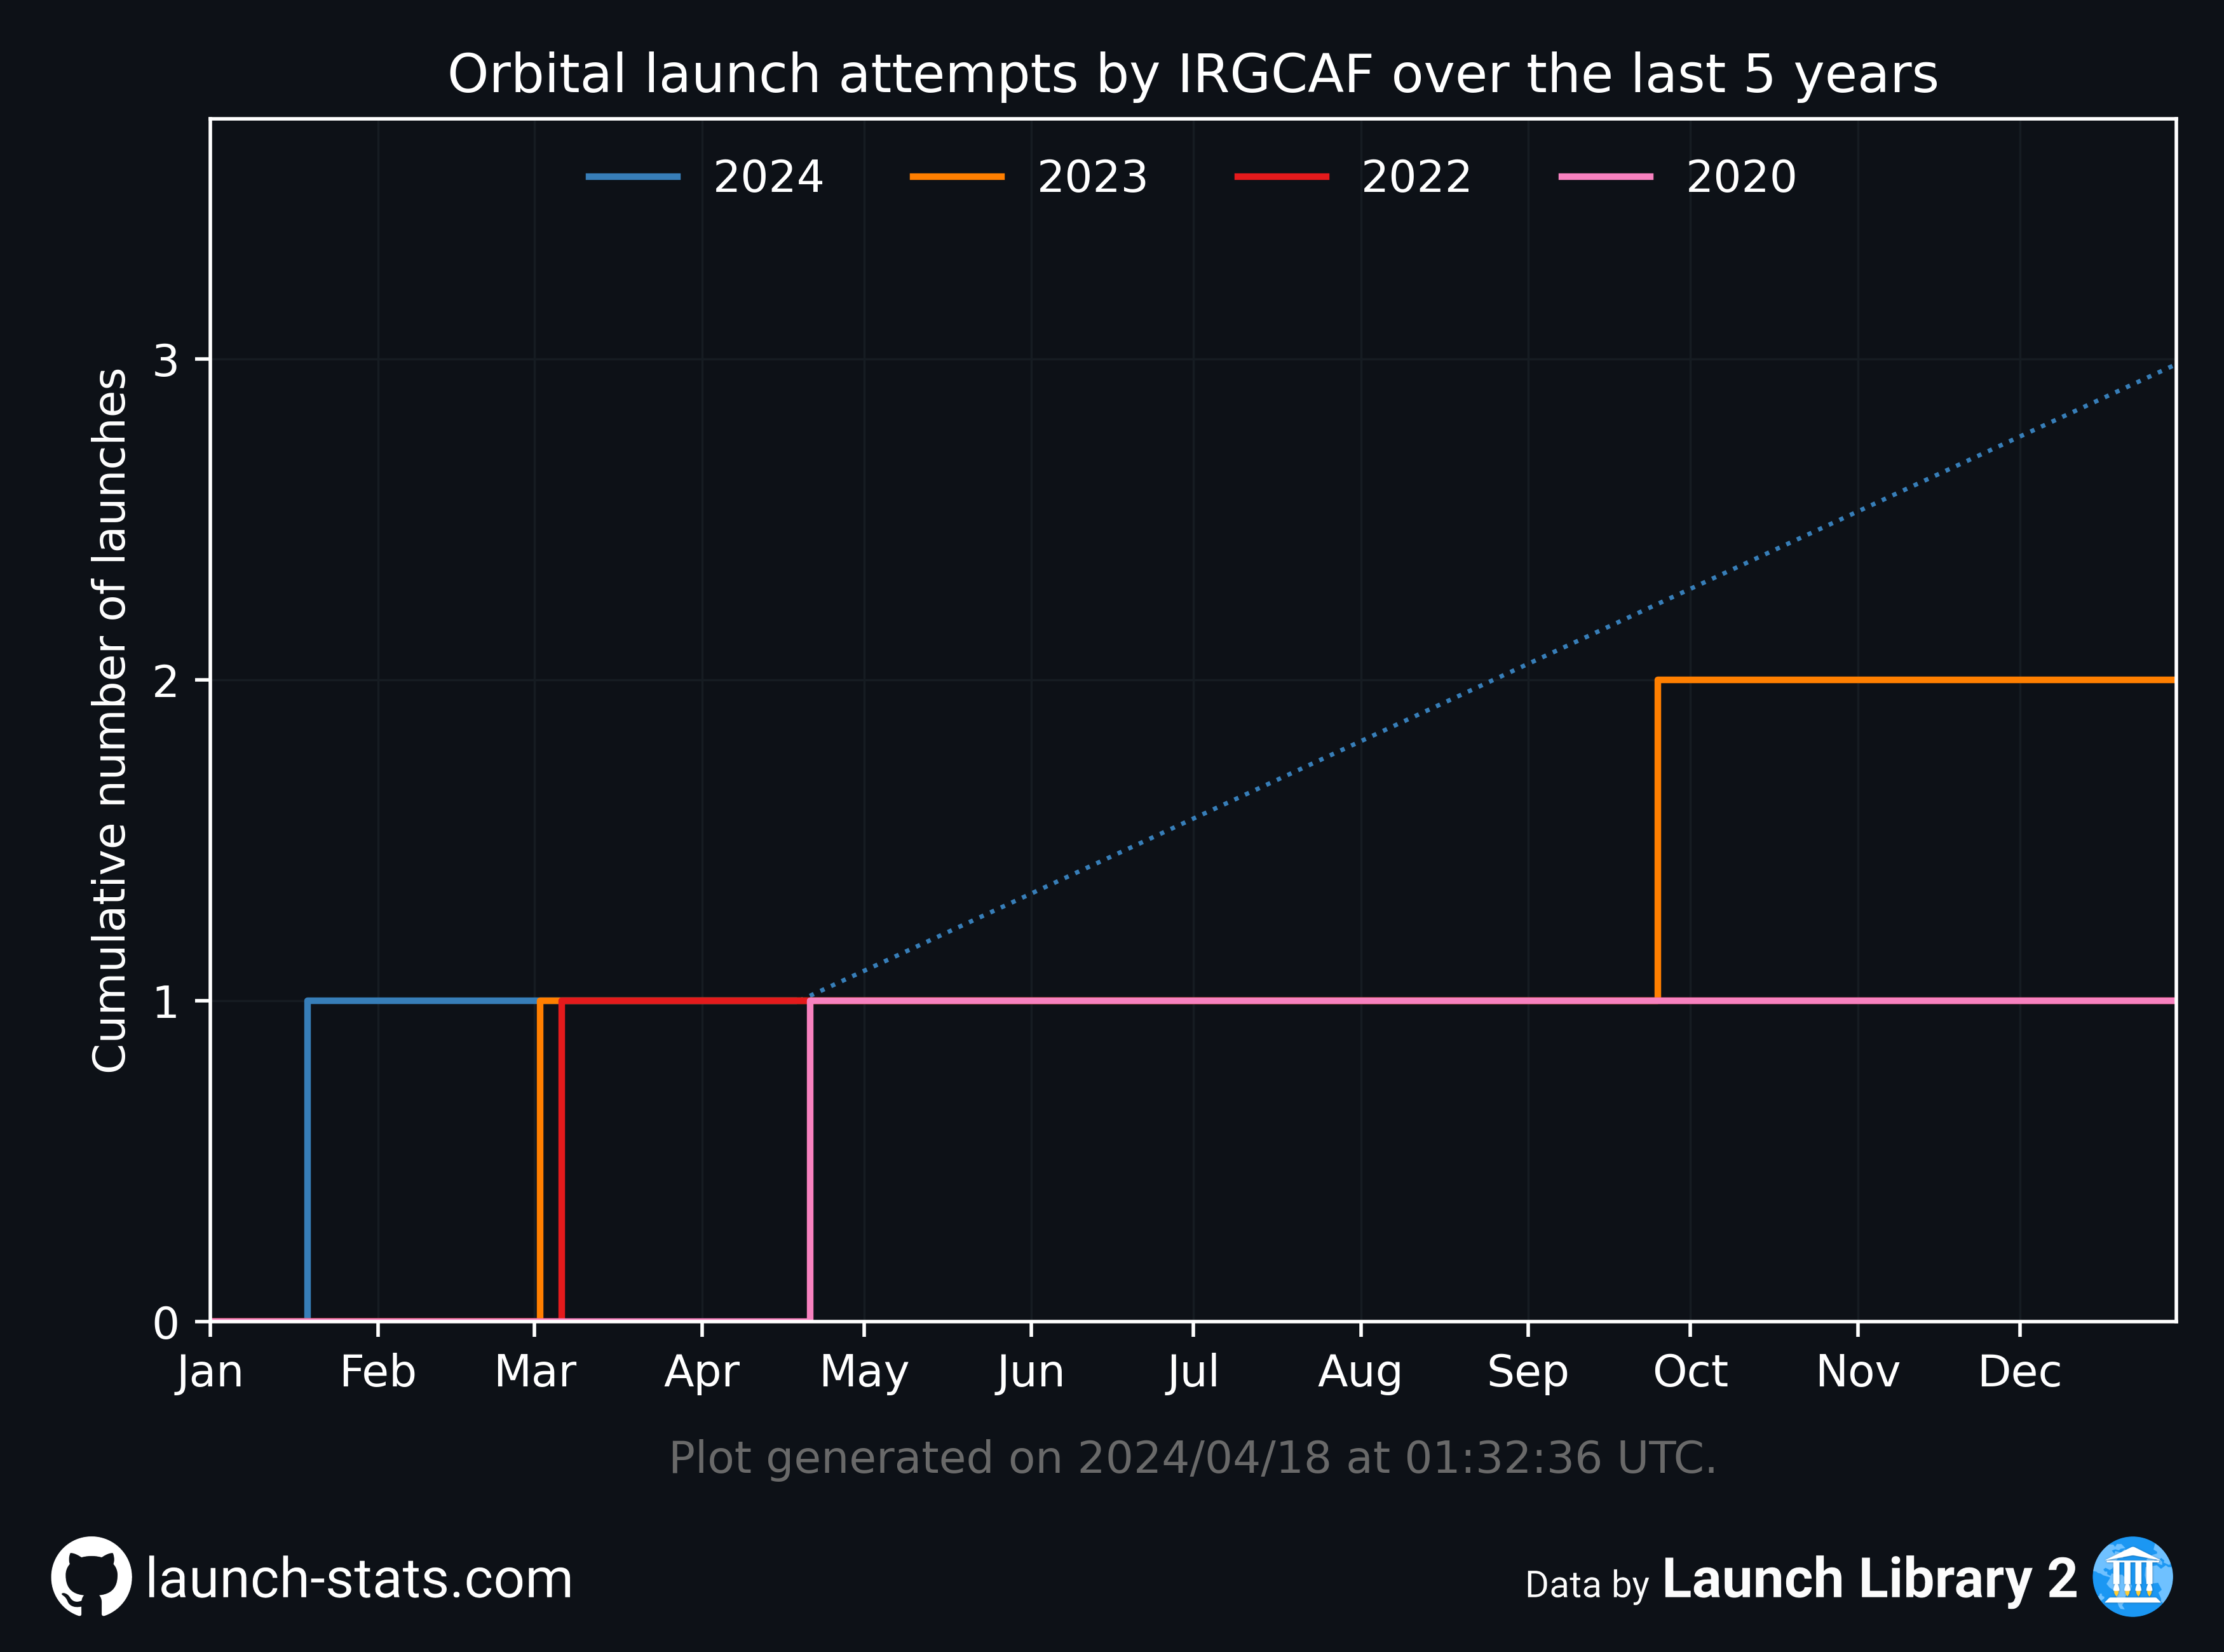 Orbital launch attempts by IRGCAF over the last 5 years
2024 2023 2022 2020
Cumulative number of launches
3
2
1
0
Jan Feb Mar Apr May Jun Jul Aug Sep Oct Nov Dec
Plot generated on 2024/04/18 at 01:32:36 UTC.
launch-stats.com
Data by Launch Library 2